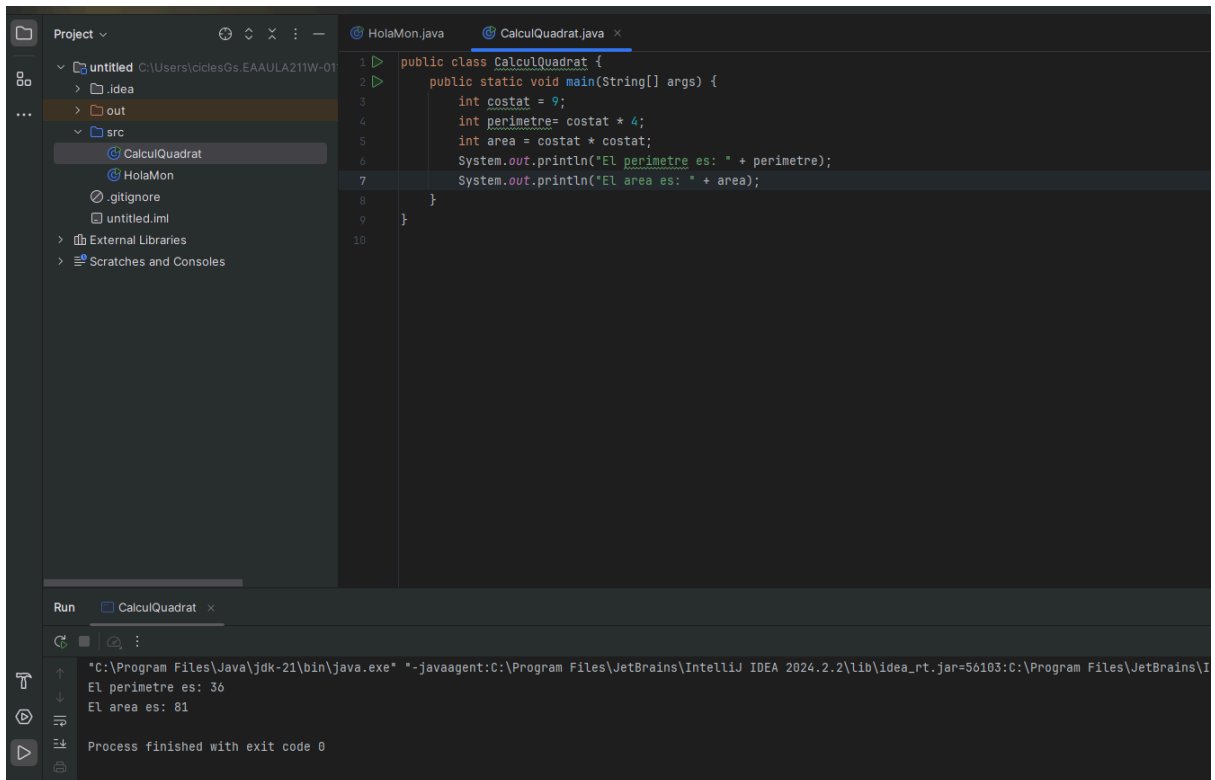 Project
HolaMon.java
CalculQuadrat.java
untitled C:\Users\ciclesGs.EAAULA211W-01
.idea
out
src
CalculQuadrat
HolaMon
.gitignore
untitled.iml
External Libraries
Scratches and Consoles
1 public class CalculQuadrat {
2 public static void main(String[] args) {
3 int costat = 9;
4 int perimetre= costat * 4;
5 int area = costat * costat;
6 System.out.println("El perimetre es: " + perimetre);
7 System.out.println("El area es: " + area);
8 }
9 }
10
Run CalculQuadrat
"C:\Program Files\Java\jdk-21\bin\java.exe" "-javaagent:C:\Program Files\JetBrains\IntelliJ IDEA 2024.2.2\lib\idea_rt.jar=56103:C:\Program Files\JetBrains\I
El perimetre es: 36
El area es: 81
Process finished with exit code 0